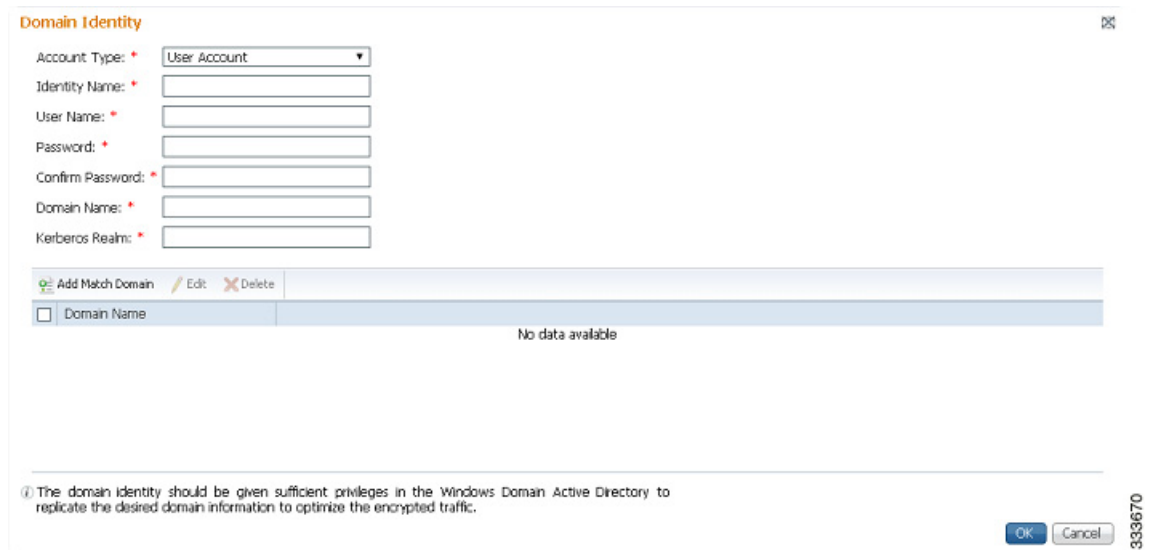 Domain Identity
Account Type: * User Account
Identity Name: *
User Name: *
Password: *
Confirm Password: *
Domain Name: *
Kerberos Realm: *
Add Match Domain Edit Delete
Domain Name
No data available
The domain identity should be given sufficient privileges in the Windows Domain Active Directory to
replicate the desired domain information to optimize the encrypted traffic.
OK Cancel
333670